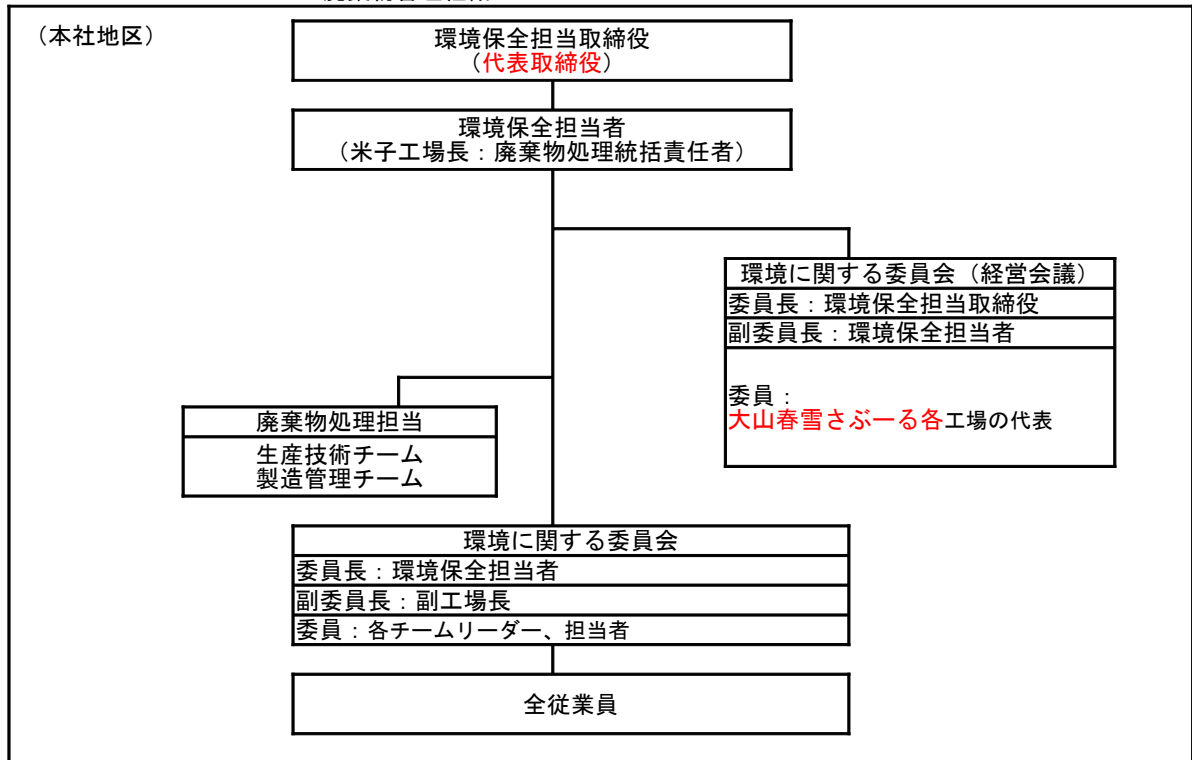 （本社地区）
環境保全担当取締役
（代表取締役）
環境保全担当者
（米子工場長：廃棄物処理統括責任者）
環境に関する委員会（経営会議）
委員長：環境保全担当取締役
副委員長：環境保全担当者
委員：
大山春雪さぶーる各工場の代表
廃棄物処理担当
生産技術チーム
製造管理チーム
環境に関する委員会
委員長：環境保全担当者
副委員長：副工場長
委員：各チームリーダー、担当者
全従業員